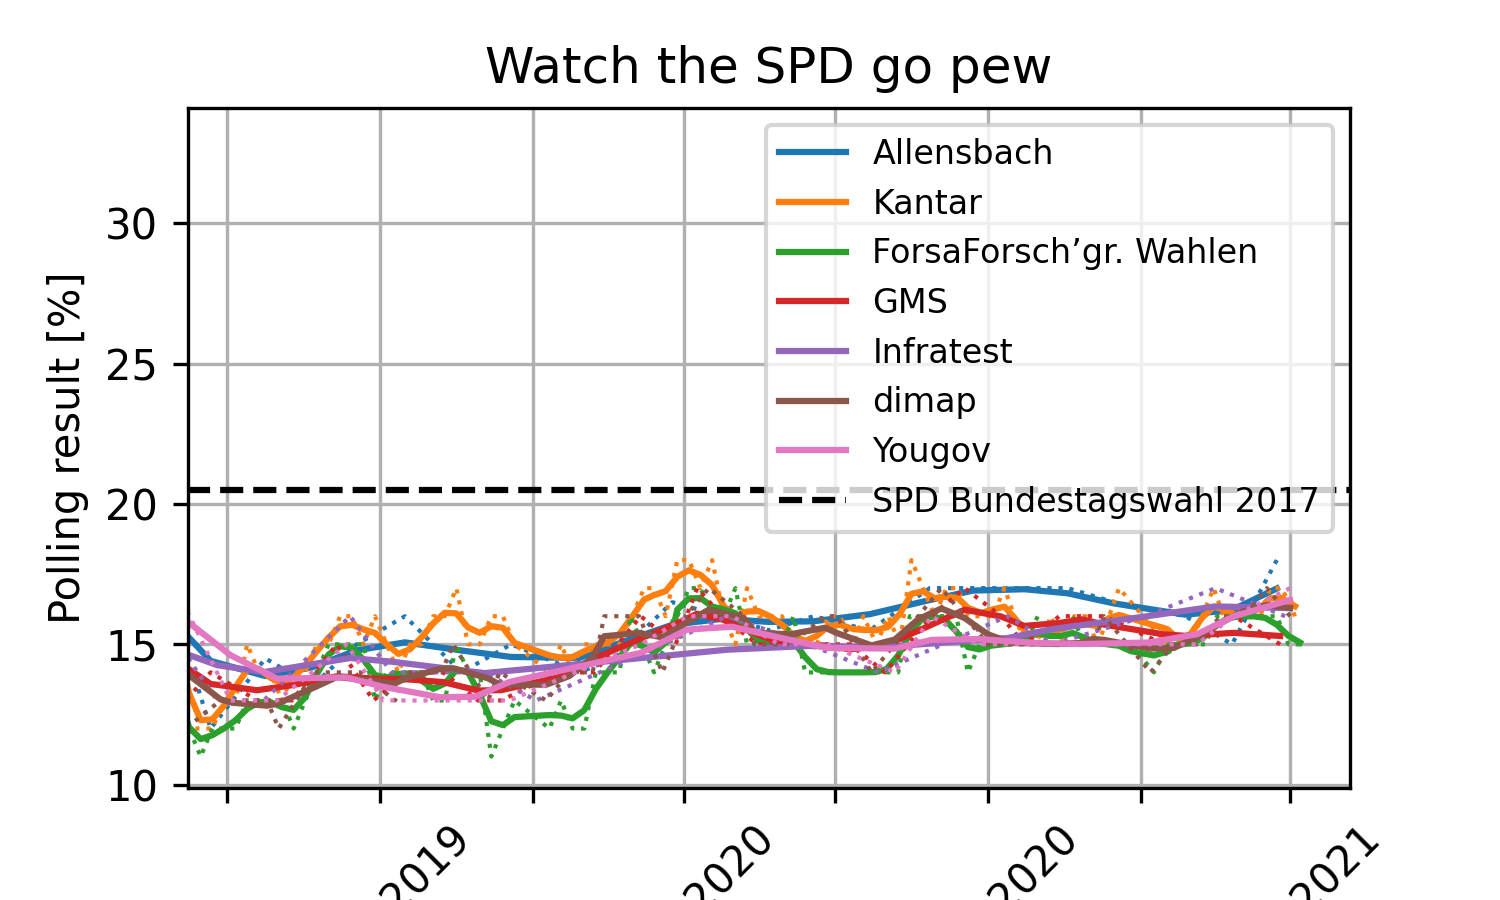 Watch the SPD go pew
Polling result [%]
30
25
20
15
10
Allensbach
Kantar
ForsaForsch’gr. Wahlen
GMS
Infratest
dimap
Yougov
SPD Bundestagswahl 2017
2019
2020
2020
2021